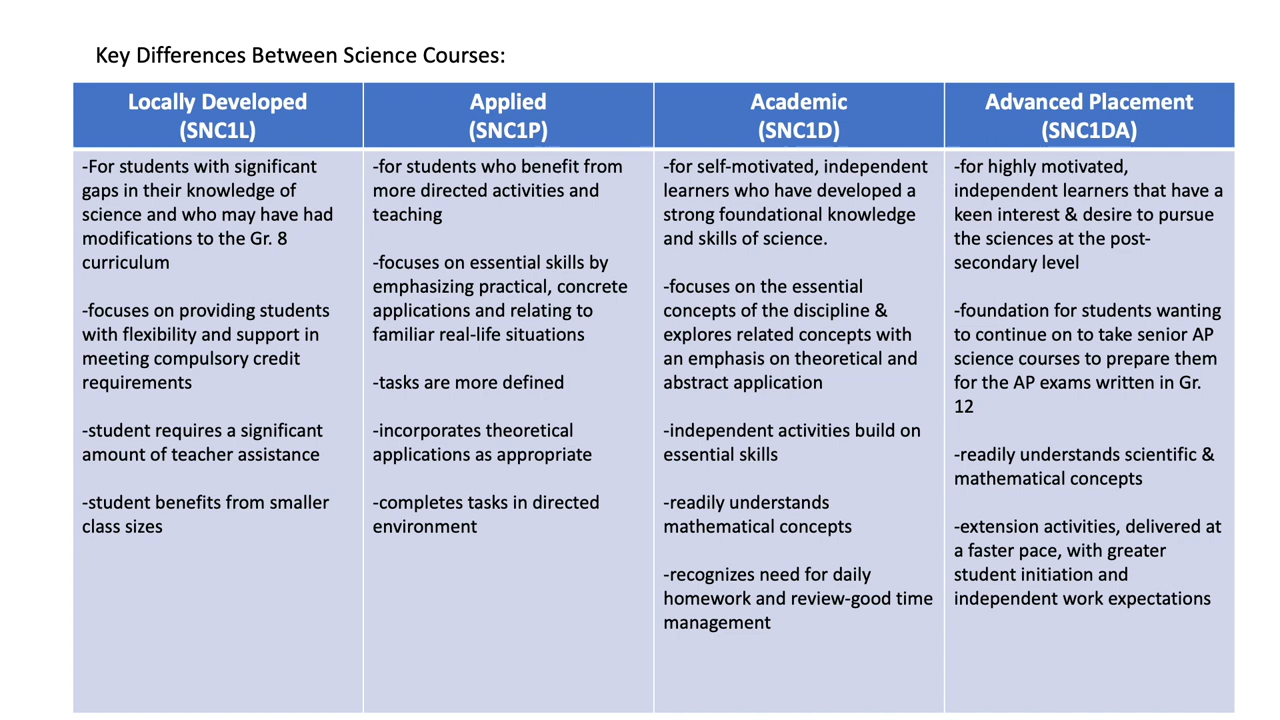 Key Differences Between Science Courses:
Locally Developed
(SNC1L)
Applied
(SNC1P)
Academic
(SNC1D)
Advanced Placement
(SNC1DA)
-For students with significant
gaps in their knowledge of
science and who may have had
modifications to the Gr. 8
curriculum
-focuses on providing students
with flexibility and support in
meeting compulsory credit
requirements
-student requires a significant
amount of teacher assistance
-student benefits from smaller
class sizes
-for students who benefit from
more directed activities and
teaching
-focuses on essential skills by
emphasizing practical, concrete
applications and relating to
familiar real-life situations
-tasks are more defined
-incorporates theoretical
applications as appropriate
-completes tasks in directed
environment
-for self-motivated, independent
learners who have developed a
strong foundational knowledge
and skills of science.
-focuses on the essential
concepts of the discipline &
explores related concepts with
an emphasis on theoretical and
abstract application
-independent activities build on
essential skills
-readily understands
mathematical concepts
-recognizes need for daily
homework and review-good time
management
-for highly motivated,
independent learners that have a
keen interest & desire to pursue
the sciences at the post-
secondary level
-foundation for students wanting
to continue on to take senior AP
science courses to prepare them
for the AP exams written in Gr.
12
-readily understands scientific &
mathematical concepts
-extension activities, delivered at
a faster pace, with greater
student initiation and
independent work expectations